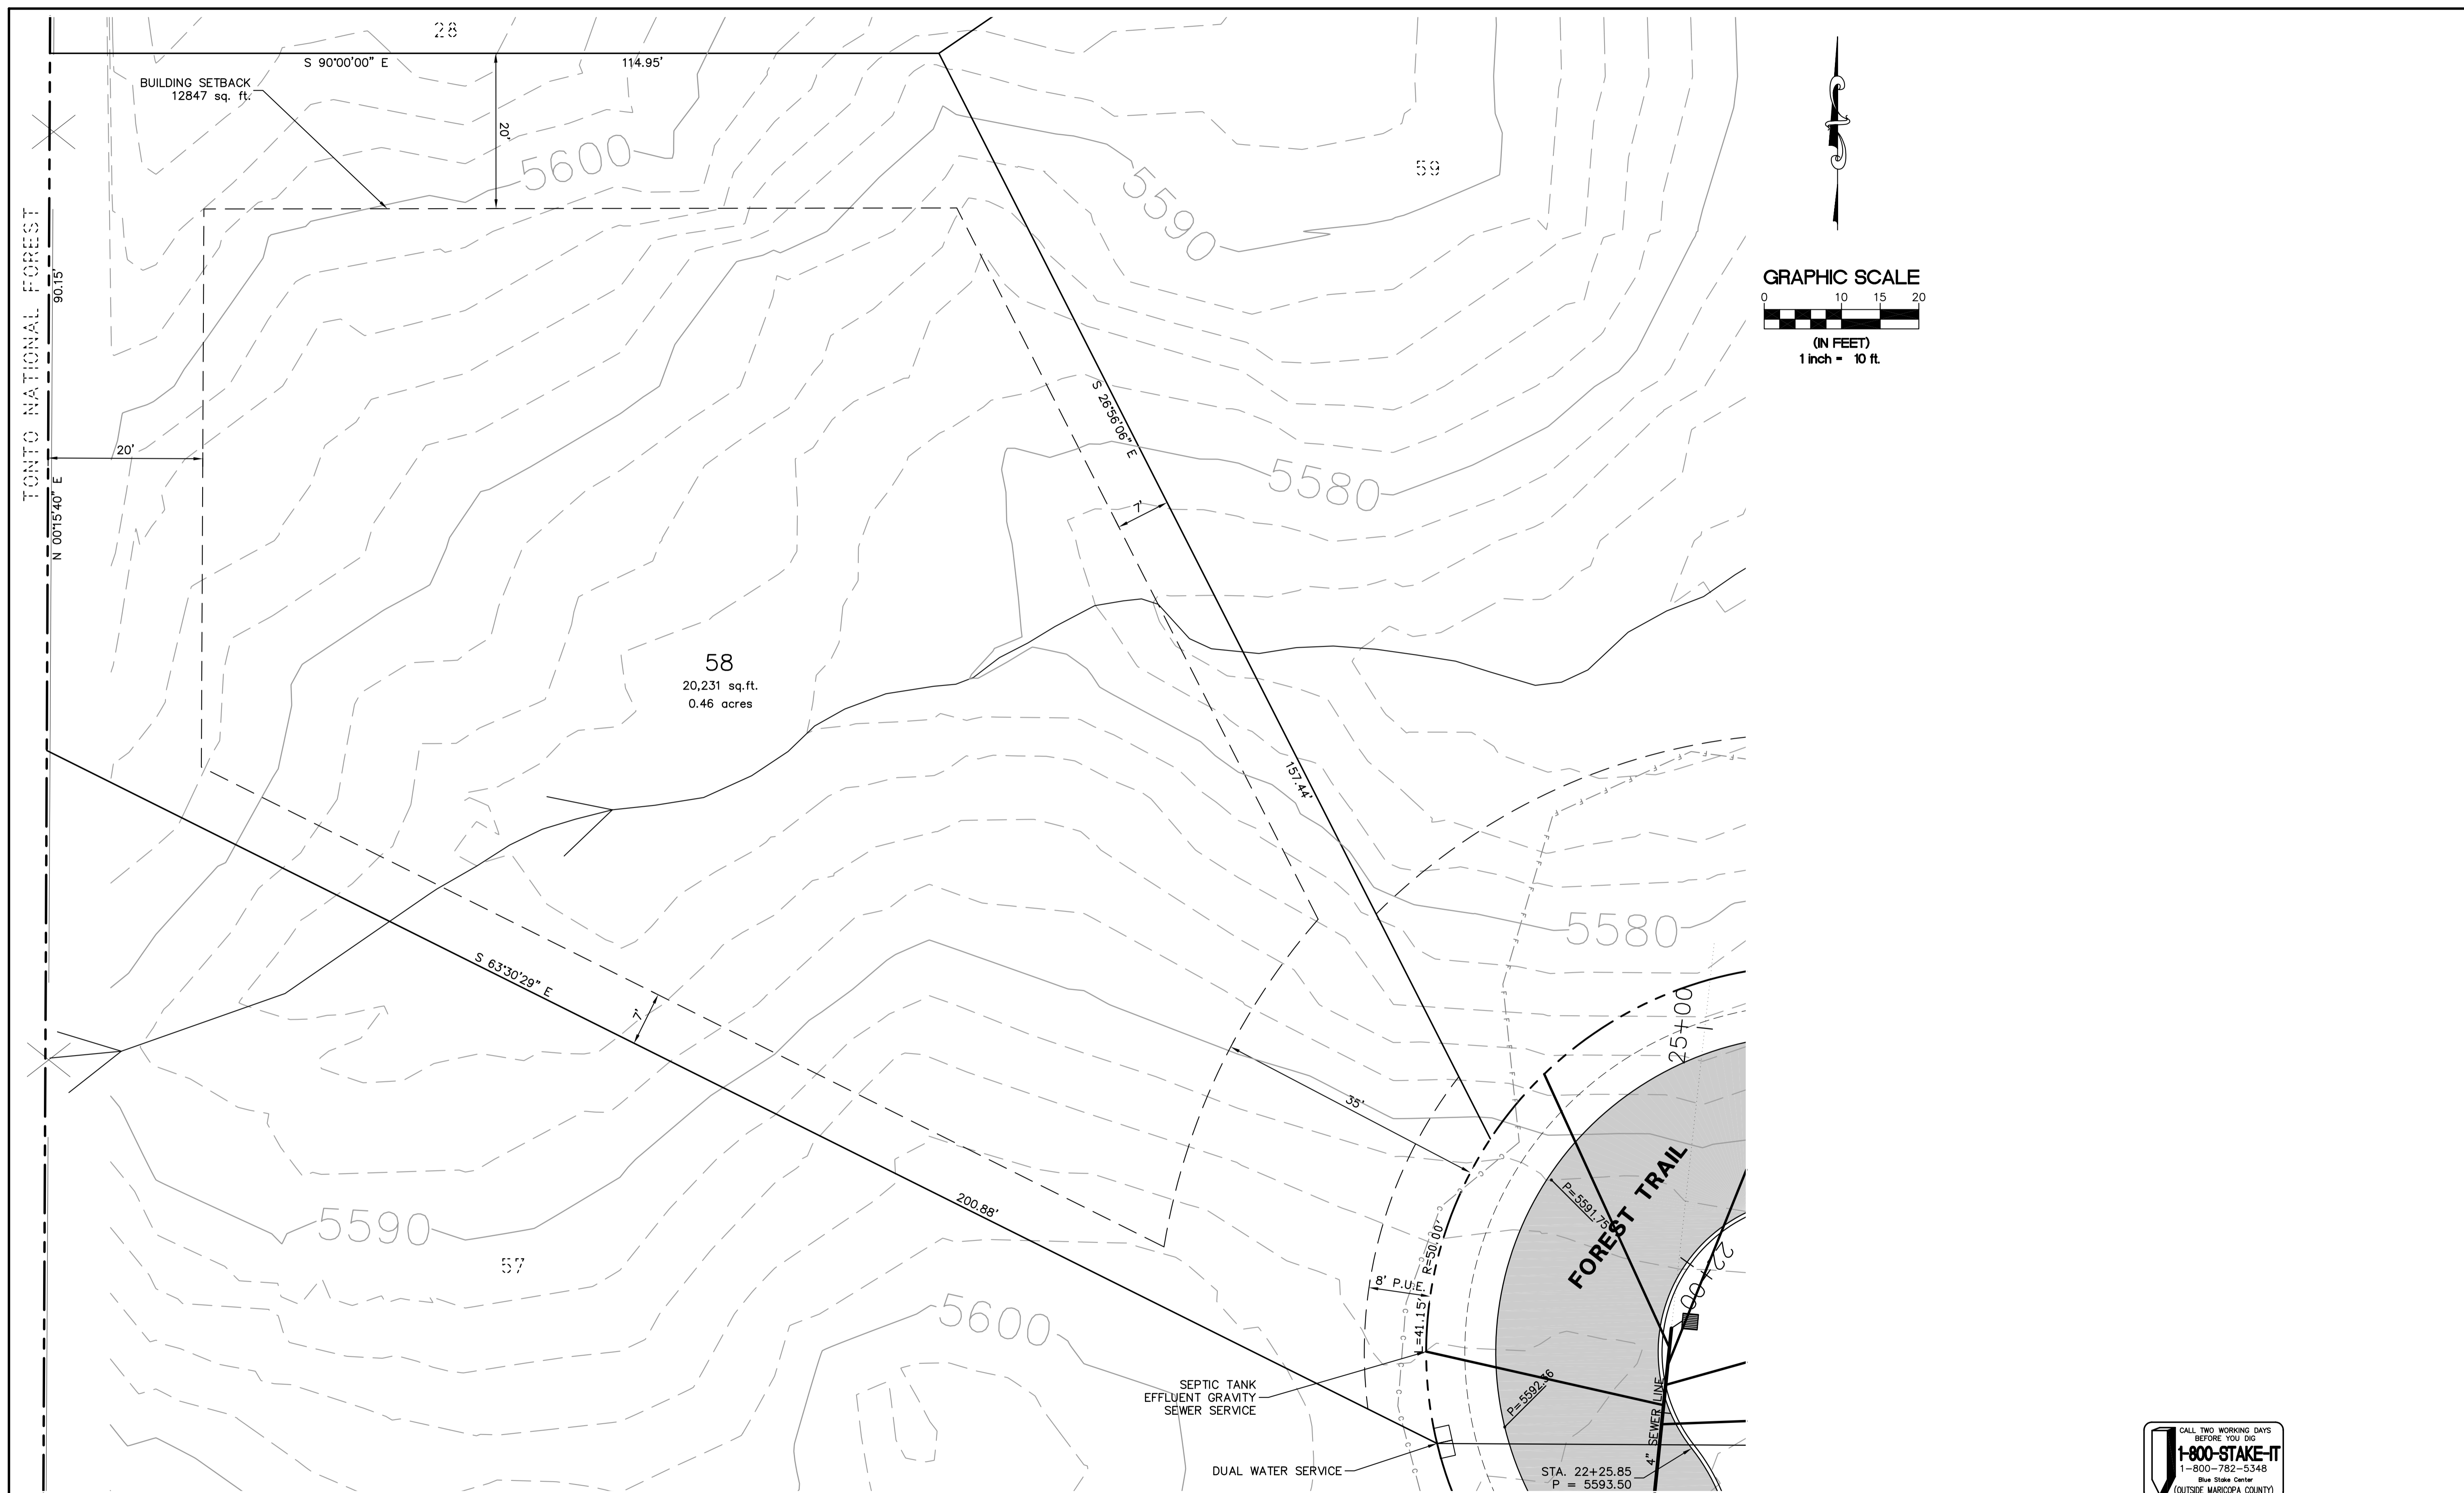 28
S 90°00'00" E
114.95'
BUILDING SETBACK
12847 sq. ft.
20'
5600
5590
59
TONTO NATIONAL FOREST
90.15'
GRAPHIC SCALE
0 10 15 20
(IN FEET)
1 inch = 10 ft.
S 26°56'06" E
20'
N 00°15'40" E
5580
7'
58
20,231 sq.ft.
0.46 acres
157.44'
5580
S 63°30'29" E
7'
25+00
35'
FOREST TRAIL
P=5591.75
200.88'
5590
57
R=50.00'
8' P.U.E.
L=41.15'
22+00
5600
SEPTIC TANK
EFFLUENT GRAVITY
SEWER SERVICE
P=5592.36
4" SEWER LINE
DUAL WATER SERVICE
STA. 22+25.85
P = 5593.50
CALL TWO WORKING DAYS
BEFORE YOU DIG
1-800-STAKE-IT
1-800-782-5348
Blue Stake Center
(OUTSIDE MARICOPA COUNTY)